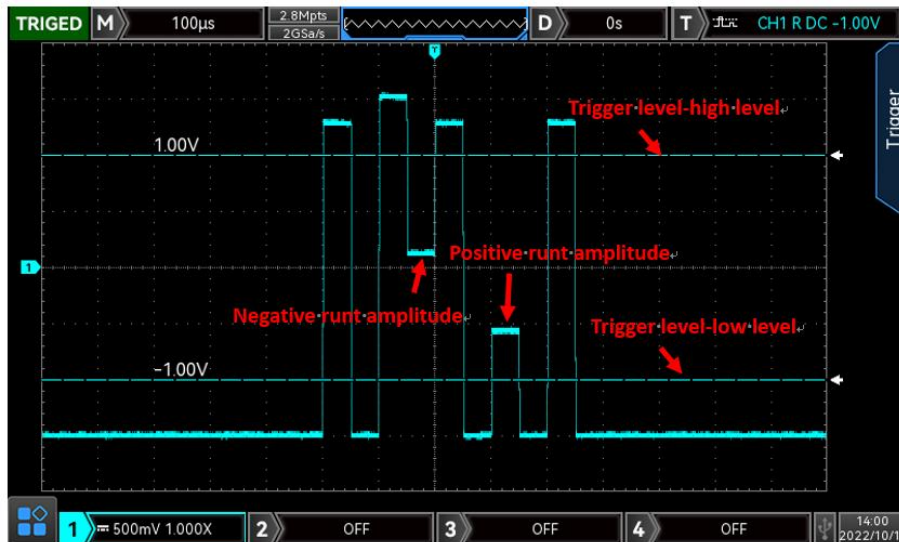 TRIGED M 100μs 2.8Mpts D 0s T CH1 R DC -1.00V
2GSa/s
Trigger
Trigger level-high level
1.00V
Positive runt amplitude
Negative runt amplitude
Trigger level-low level
-1.00V
1
1 500mV 1.000X 2 OFF 3 OFF 4 OFF 14:00
2022/10/1